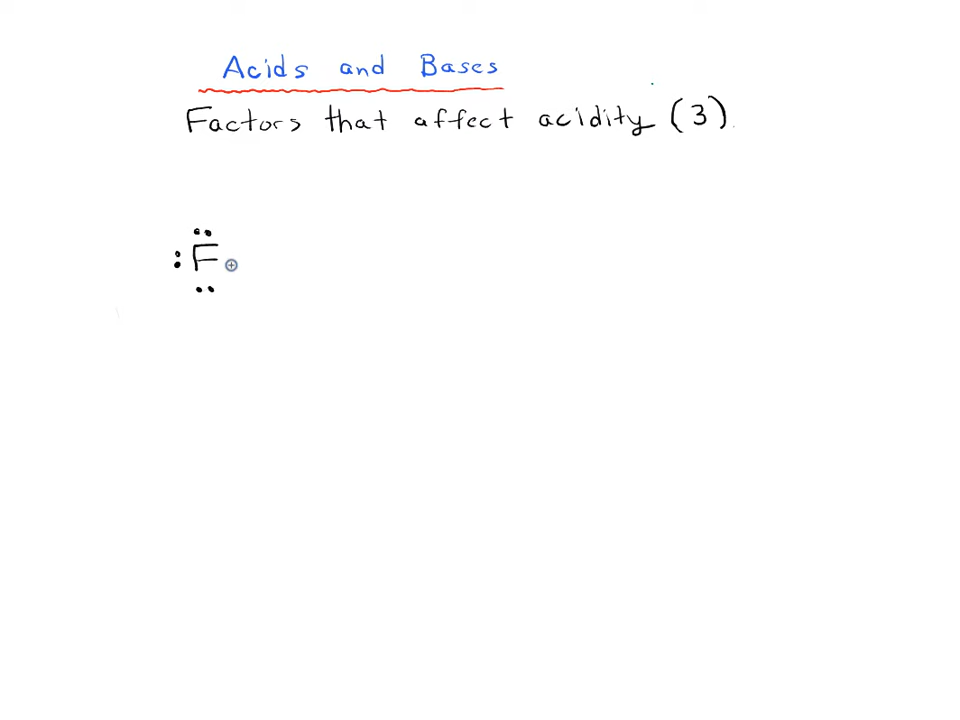 Acids and Bases
Factors that affect acidity (3)
:F